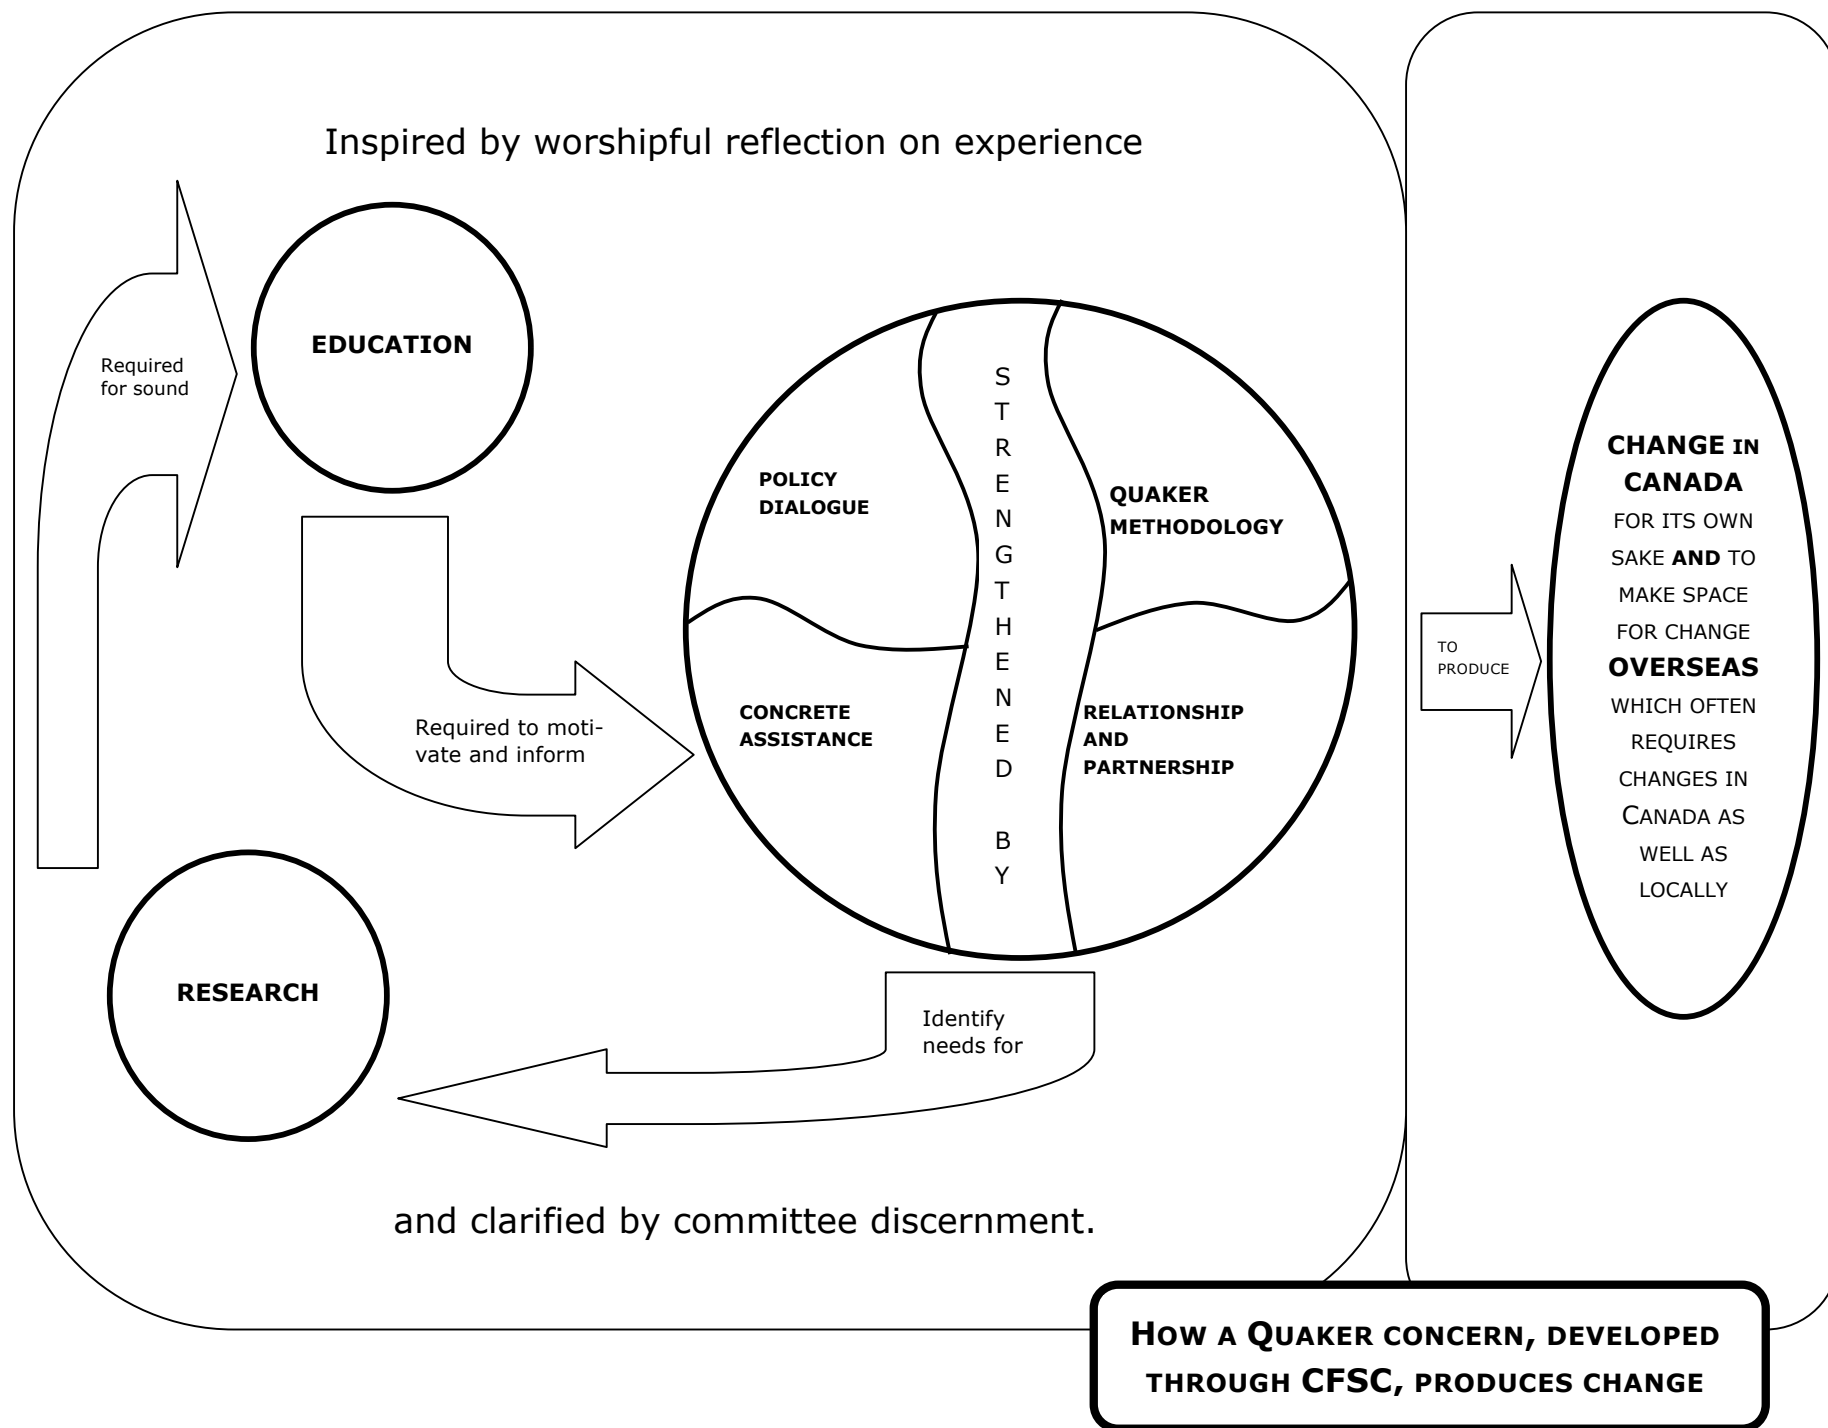 Inspired by worshipful reflection on experience
EDUCATION
Required
for sound
POLICY
DIALOGUE
S
T
R
E
N
G
T
H
E
N
E
D
B
Y
QUAKER
METHODOLOGY
CONCRETE
ASSISTANCE
RELATIONSHIP
AND
PARTNERSHIP
Required to moti-
vate and inform
RESEARCH
Identify
needs for
and clarified by committee discernment.
TO
PRODUCE
CHANGE IN
CANADA
FOR ITS OWN
SAKE AND TO
MAKE SPACE
FOR CHANGE
OVERSEAS
WHICH OFTEN
REQUIRES
CHANGES IN
CANADA AS
WELL AS
LOCALLY
HOW A QUAKER CONCERN, DEVELOPED
THROUGH CFSC, PRODUCES CHANGE